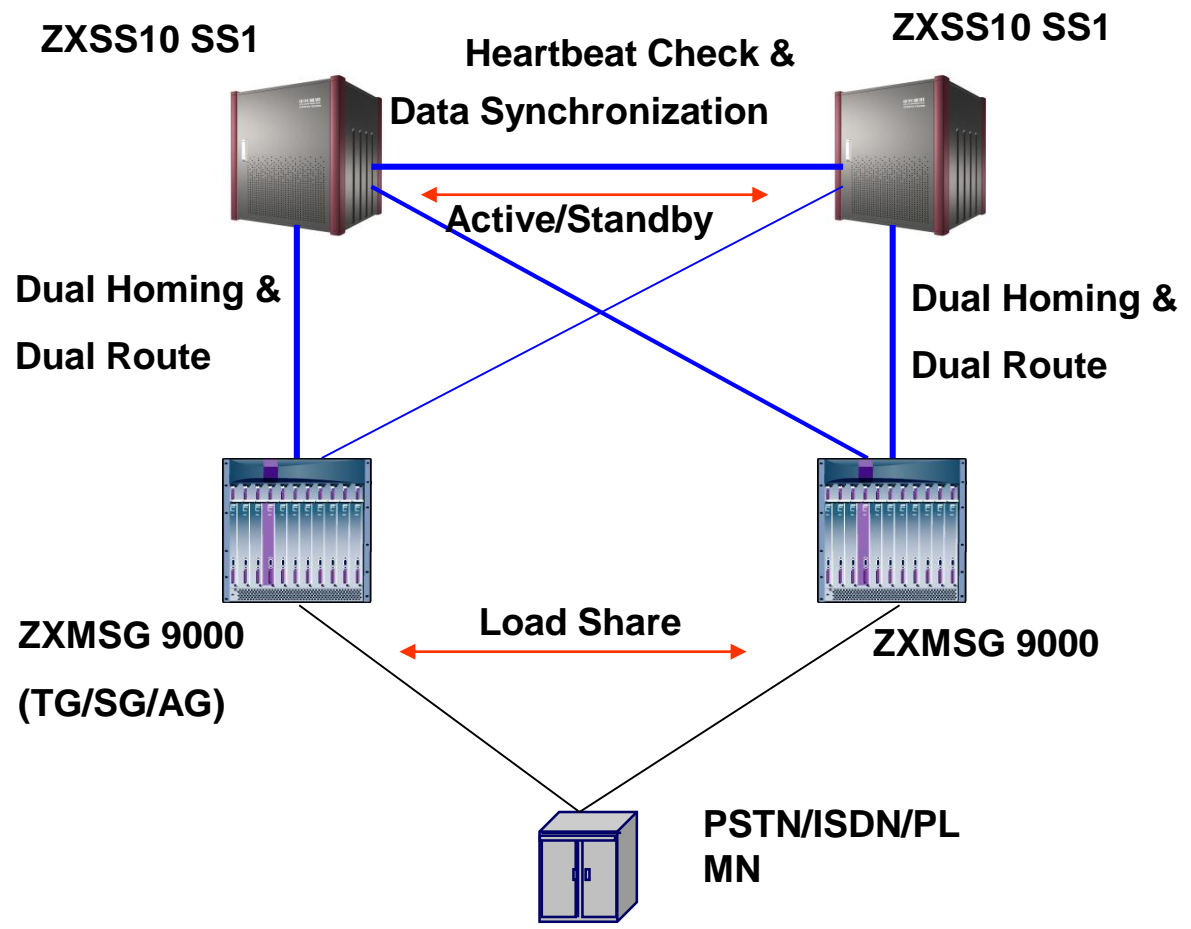 ZXSS10 SS1
ZXSS10 SS1
Heartbeat Check &
Data Synchronization
Active/Standby
Dual Homing &
Dual Route
Dual Homing &
Dual Route
Load Share
ZXMSG 9000
(TG/SG/AG)
ZXMSG 9000
PSTN/ISDN/PL
MN